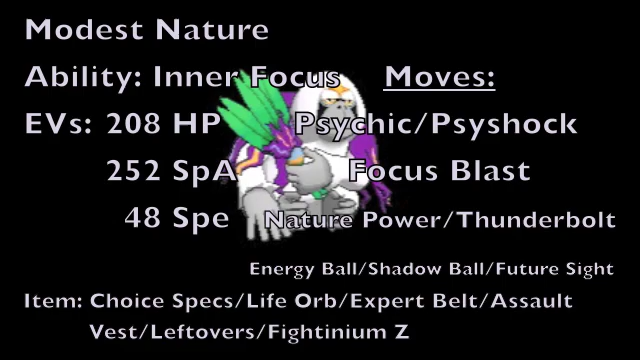 Modest Nature
Ability: Inner Focus
Moves:
EVs: 208 HP
Psychic/Psyshock
252 SpA
Focus Blast
48 Spe
Nature Power/Thunderbolt
Energy Ball/Shadow Ball/Future Sight
Item: Choice Specs/Life Orb/Expert Belt/Assault
Vest/Leftovers/Fightinium Z